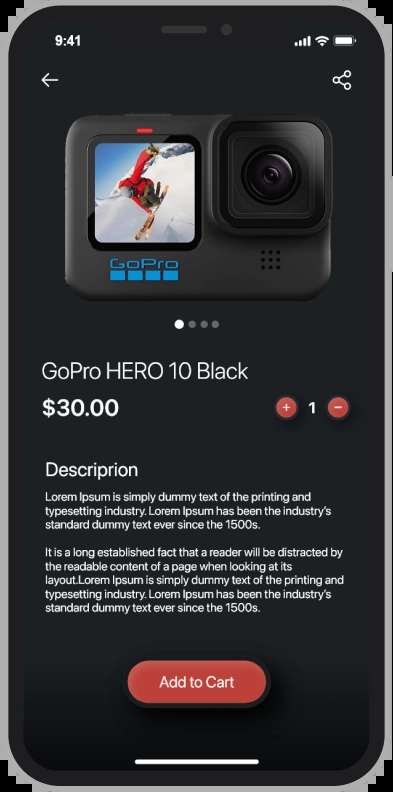 9:41
GoPro
GoPro HERO 10 Black
$30.00
+ 1 −
Descriprion
Lorem Ipsum is simply dummy text of the printing and
typesetting industry. Lorem Ipsum has been the industry's
standard dummy text ever since the 1500s.
It is a long established fact that a reader will be distracted by
the readable content of a page when looking at its
layout.Lorem Ipsum is simply dummy text of the printing and
typesetting industry. Lorem Ipsum has been the industry's
standard dummy text ever since the 1500s.
Add to Cart